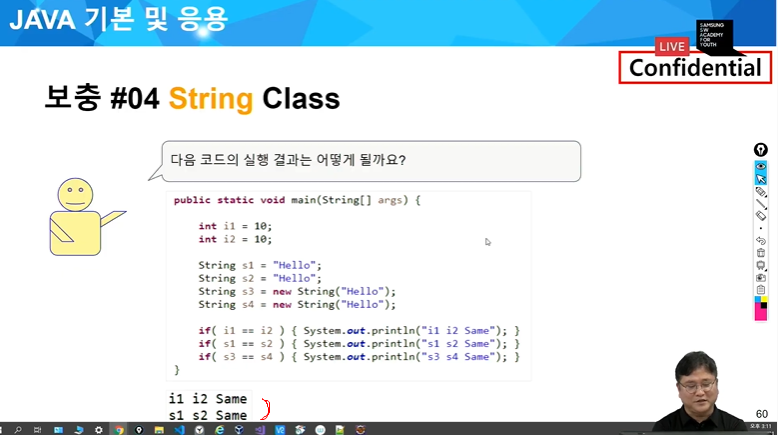 JAVA 기본 및 응용
SAMSUNG
SW
ACADEMY
FOR
YOUTH
LIVE
Confidential
보충 #04 String Class
다음 코드의 실행 결과는 어떻게 될까요?
public static void main(String[] args) {
int i1 = 10;
int i2 = 10;
String s1 = "Hello";
String s2 = "Hello";
String s3 = new String("Hello");
String s4 = new String("Hello");
if( i1 == i2 ) { System.out.println("i1 i2 Same"); }
if( s1 == s2 ) { System.out.println("s1 s2 Same"); }
if( s3 == s4 ) { System.out.println("s3 s4 Same"); }
}
i1 i2 Same
s1 s2 Same
60
오후 3:11